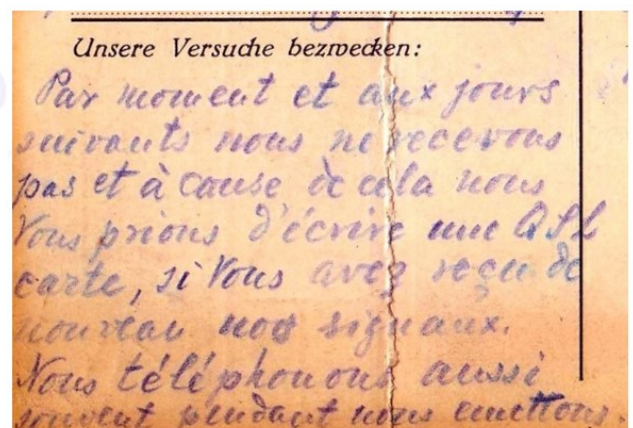 Unsere Versuche bezwecken:
Par moment et aux jours
suivants nous ne recevons
pas et à cause de cela nous
Vous prions d'écrire une QSL
carte, si Vous avez reçu de
nouveau nos signaux.
Nous téléphonons aussi
souvent pendant nous emettons.